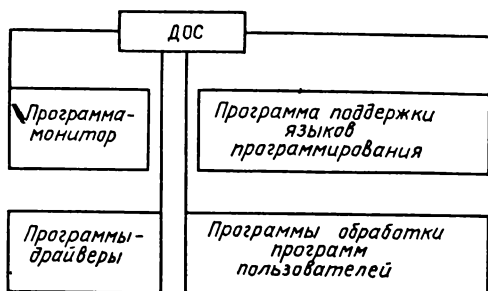 ДОС
Программа-
монитор
Программа поддержки
языков
программирования
Программы-
драйверы
Программы обработки
программ
пользователей